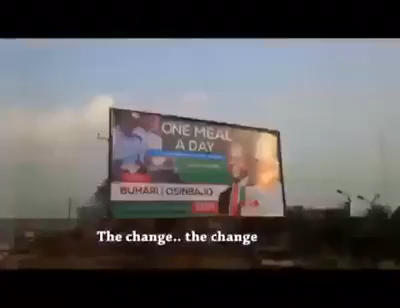 ONE MEAL
A DAY
BUHARI | OSINBAJO
The change.. the change